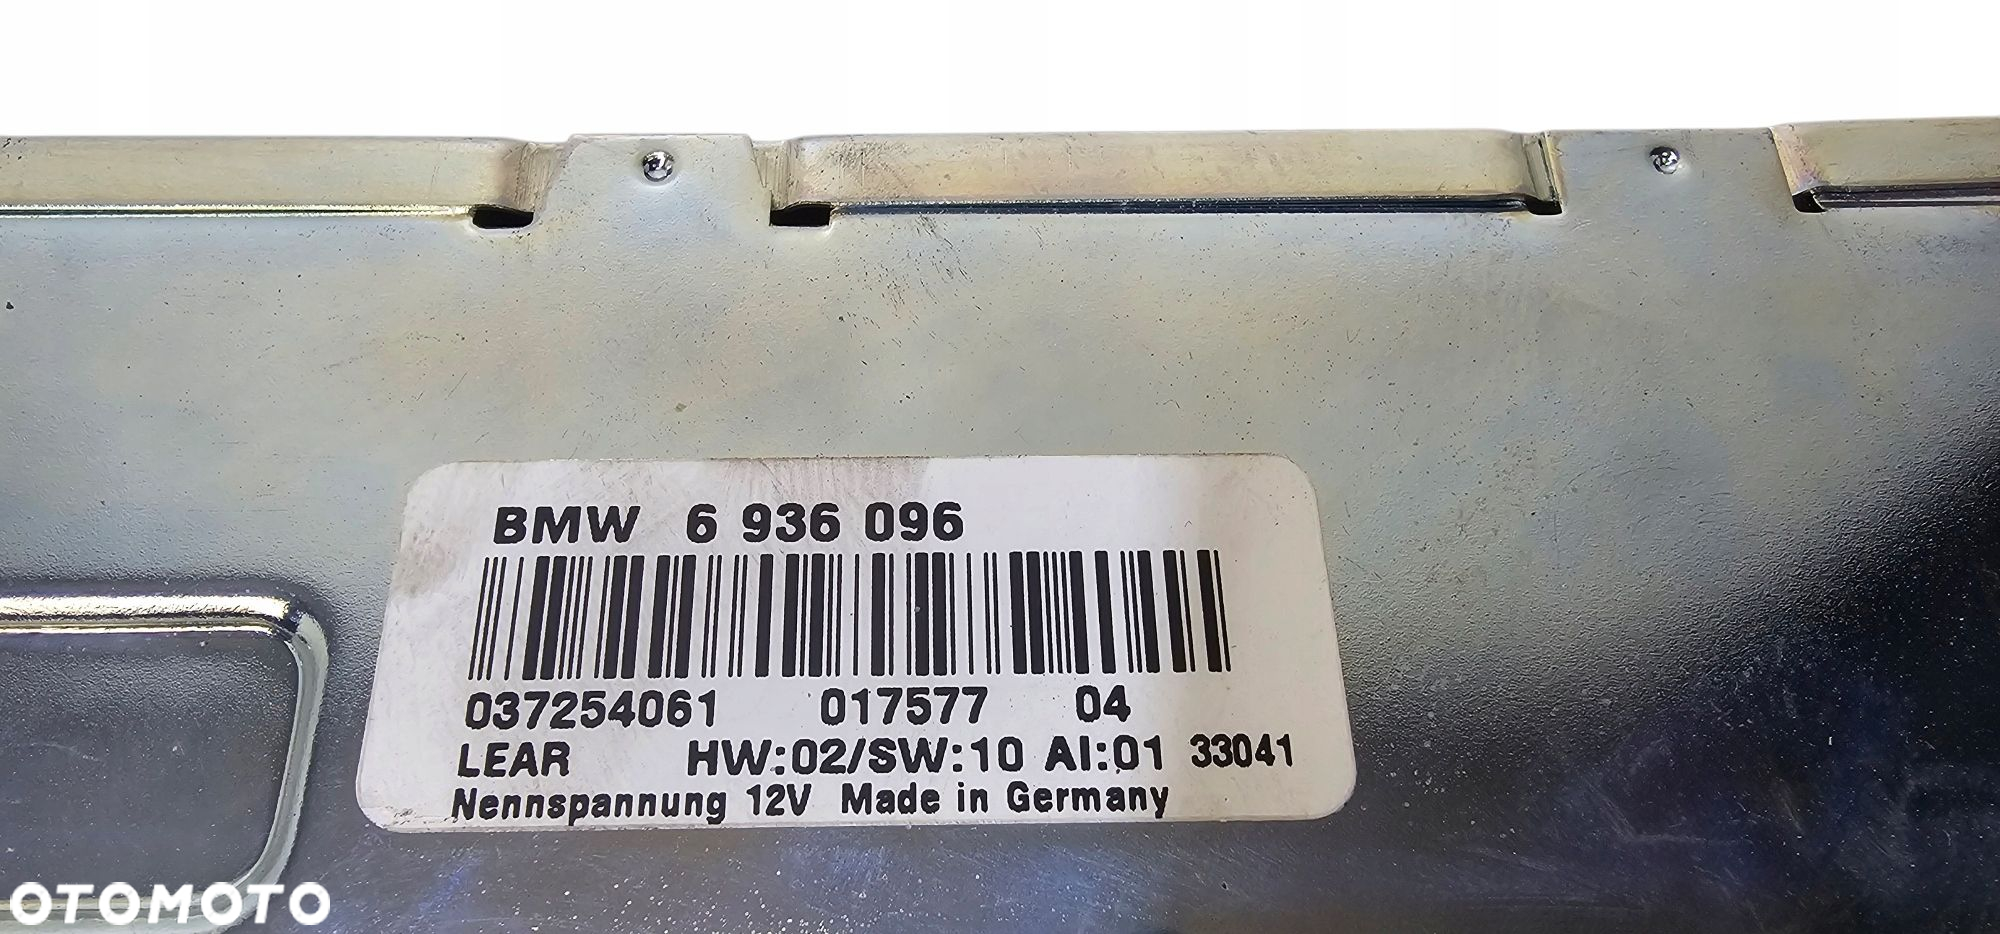 BMW 6 936 096
037254061 017577 04
LEAR HW:02/SW:10 AI:01 33041
Nennspannung 12V Made in Germany
OTOMOTO